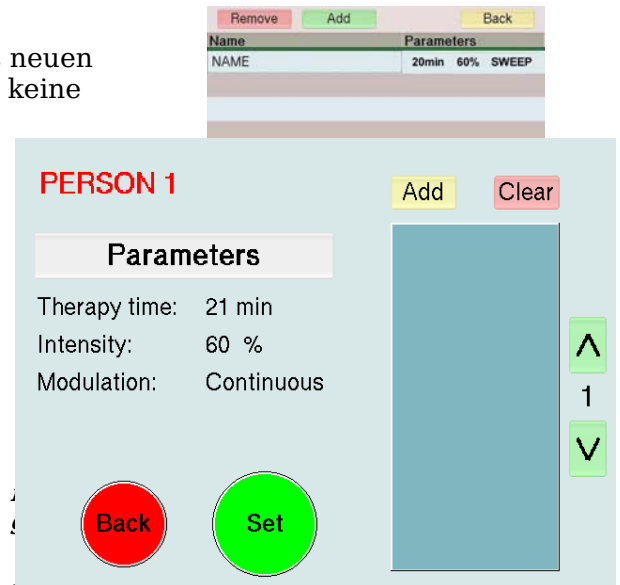 Remove Add Back
Name Parameters
NAME 20min 60% SWEEP
neuen
keine
PERSON 1
Add Clear
Parameters
Therapy time: 21 min
Intensity: 60 %
Modulation: Continuous
1
Back Set